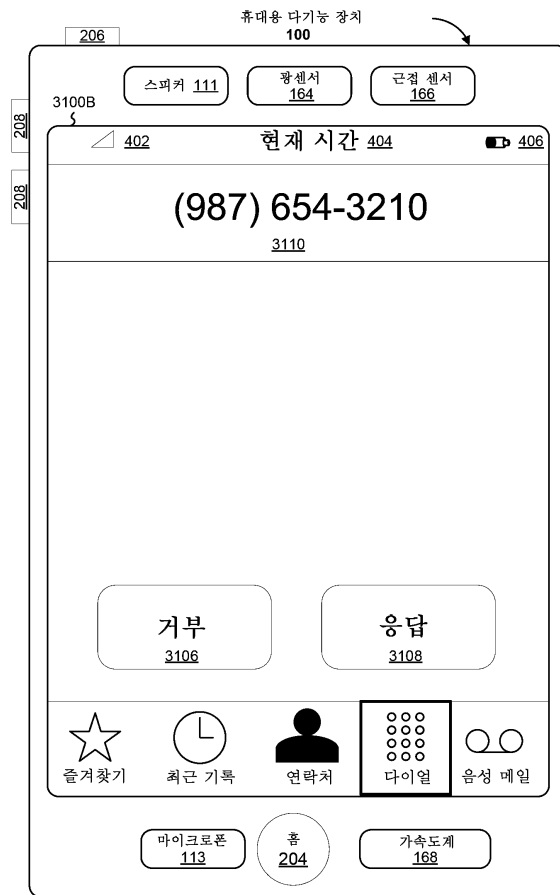 휴대용 다기능 장치
100
206
스피커 111
광센서
164
근접 센서
166
3100B
208
208
402
현재 시간 404
406
(987) 654-3210
3110
거부
3106
응답
3108
즐겨찾기
최근 기록
연락처
다이얼
음성 메일
마이크로폰
113
홈
204
가속도계
168